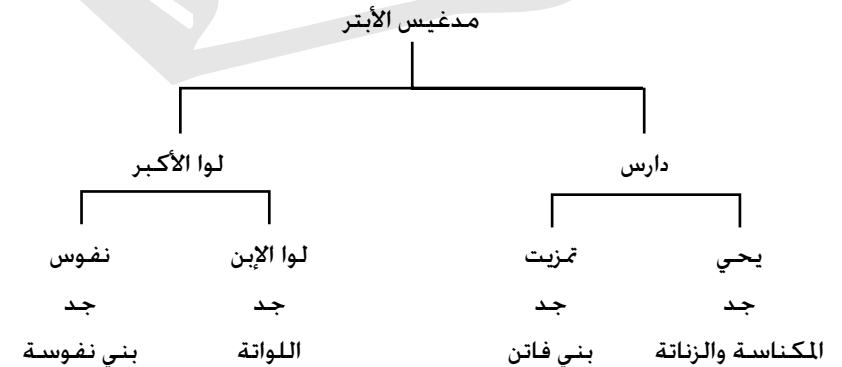 مدغيس الأبتر
دارس لوا الأكبر
يحي تمزيت لوا الإبن نفوس
جد جد جد جد
المكناسة والزناتة بني فاتن اللواتة بني نفوسة